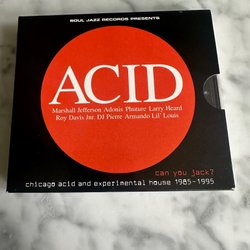 SOUL JAZZ RECORDS PRESENTS
ACID
Marshall Jefferson Adonis Phuture Larry Heard
Roy Davis Jnr. DJ Pierre Armando Lil' Louis
can you jack?
chicago acid and experimental house 1985-1995